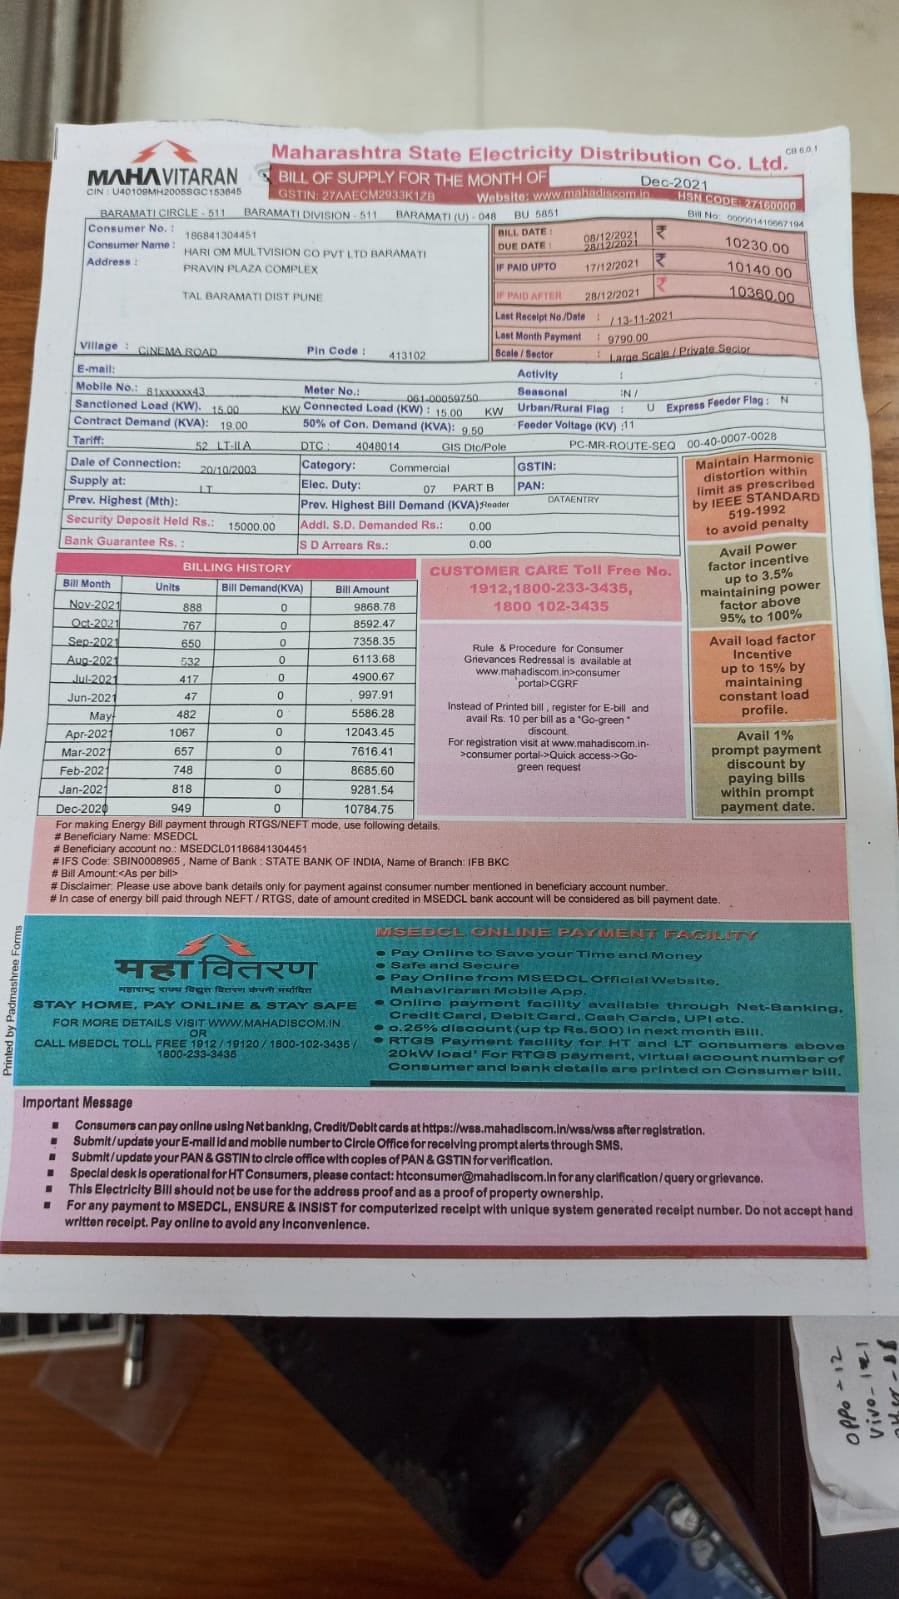 Maharashtra State Electricity Distribution Co. Ltd.
CB 6.0.1
MAHAVITARAN
CIN : U40109MH2005SGC153645
BILL OF SUPPLY FOR THE MONTH OF Dec-2021
GSTIN: 27AAECM2933K1ZB Website: www.mahadiscom.in HSN CODE: 27160000
BARAMATI CIRCLE - 511 BARAMATI DIVISION - 511 BARAMATI (U) - 048 BU 5851 Bill No: 000001410667194
Consumer No. : 186841304451
Consumer Name : HARI OM MULTVISION CO PVT LTD BARAMATI
Address : PRAVIN PLAZA COMPLEX
TAL BARAMATI DIST PUNE
Village : CINEMA ROAD Pin Code : 413102
BILL DATE : 08/12/2021 ₹
DUE DATE : 28/12/2021 10230.00
IF PAID UPTO 17/12/2021 ₹ 10140.00
IF PAID AFTER 28/12/2021 ₹ 10360.00
Last Receipt No./Date : / 13-11-2021
Last Month Payment : 9790.00
Scale / Sector : Large Scale / Private Sector
E-mail: Activity :
Mobile No.: 81xxxxxx43 Meter No.: 061-00059750 Seasonal :N /
Sanctioned Load (KW). 15.00 KW Connected Load (KW) : 15.00 KW Urban/Rural Flag : U Express Feeder Flag : N
Contract Demand (KVA): 19.00 50% of Con. Demand (KVA): 9.50 Feeder Voltage (KV) :11
Tariff: 52 LT-II A DTC : 4048014 GIS Dtc/Pole PC-MR-ROUTE-SEQ 00-40-0007-0028
Date of Connection: 20/10/2003 Category: Commercial GSTIN:
Supply at: LT Elec. Duty: 07 PART B PAN:
Prev. Highest (Mth): Prev. Highest Bill Demand (KVA): Reader DATAENTRY
Security Deposit Held Rs.: 15000.00 Addl. S.D. Demanded Rs.: 0.00
Bank Guarantee Rs. : S D Arrears Rs.: 0.00
BILLING HISTORY
Bill Month Units Bill Demand(KVA) Bill Amount
Nov-2021 888 0 9868.78
Oct-2021 767 0 8592.47
Sep-2021 650 0 7358.35
Aug-2021 532 0 6113.68
Jul-2021 417 0 4900.67
Jun-2021 47 0 997.91
May- 482 0 5586.28
Apr-2021 1067 0 12043.45
Mar-2021 657 0 7616.41
Feb-2021 748 0 8685.60
Jan-2021 818 0 9281.54
Dec-2020 949 0 10784.75
CUSTOMER CARE Toll Free No.
1912,1800-233-3435,
1800 102-3435
Rule & Procedure for Consumer
Grievances Redressal is available at
www.mahadiscom.in>consumer
portal>CGRF
Instead of Printed bill , register for E-bill and
avail Rs. 10 per bill as a "Go-green "
discount.
For registration visit at www.mahadiscom.in-
>consumer portal->Quick access->Go-
green request
Maintain Harmonic
distortion within
limit as prescribed
by IEEE STANDARD
519-1992
to avoid penalty
Avail Power
factor incentive
up to 3.5%
maintaining power
factor above
95% to 100%
Avail load factor
Incentive
up to 15% by
maintaining
constant load
profile.
Avail 1%
prompt payment
discount by
paying bills
within prompt
payment date.
For making Energy Bill payment through RTGS/NEFT mode, use following details.
# Beneficiary Name: MSEDCL
# Beneficiary account no.: MSEDCL01186841304451
# IFS Code: SBIN0008965 , Name of Bank : STATE BANK OF INDIA, Name of Branch: IFB BKC
# Bill Amount:<As per bill>
# Disclaimer: Please use above bank details only for payment against consumer number mentioned in beneficiary account number.
# In case of energy bill paid through NEFT / RTGS, date of amount credited in MSEDCL bank account will be considered as bill payment date.
Printed by Padmashree Forms
महावितरण
महाराष्ट्र राज्य विद्युत वितरण कंपनी मर्यादित
STAY HOME, PAY ONLINE & STAY SAFE
FOR MORE DETAILS VISIT WWW.MAHADISCOM.IN
OR
CALL MSEDCL TOLL FREE 1912 / 19120 / 1800-102-3435 /
1800-233-3435
MSEDCL ONLINE PAYMENT FACILITY
● Pay Online to Save your Time and Money
● Safe and Secure
● Pay Online from MSEDCL Official Website,
Mahaviraran Mobile App.
● Online payment facility available through Net-Banking,
Credit Card, Debit Card, Cash Cards, UPI etc.
● 0.25% discount (up tp Rs.500) in next month Bill.
● RTGS Payment facility for HT and LT consumers above
20kW load' For RTGS payment, virtual account number of
Consumer and bank details are printed on Consumer bill.
Important Message
■ Consumers can pay online using Net banking, Credit/Debit cards at https://wss.mahadiscom.in/wss/wss after registration.
■ Submit / update your E-mail id and mobile number to Circle Office for receiving prompt alerts through SMS.
■ Submit / update your PAN & GSTIN to circle office with copies of PAN & GSTIN for verification.
■ Special desk is operational for HT Consumers, please contact: htconsumer@mahadiscom.in for any clarification / query or grievance.
■ This Electricity Bill should not be use for the address proof and as a proof of property ownership.
■ For any payment to MSEDCL, ENSURE & INSIST for computerized receipt with unique system generated receipt number. Do not accept hand
written receipt. Pay online to avoid any inconvenience.
OPPO - 12
Vivo - 121